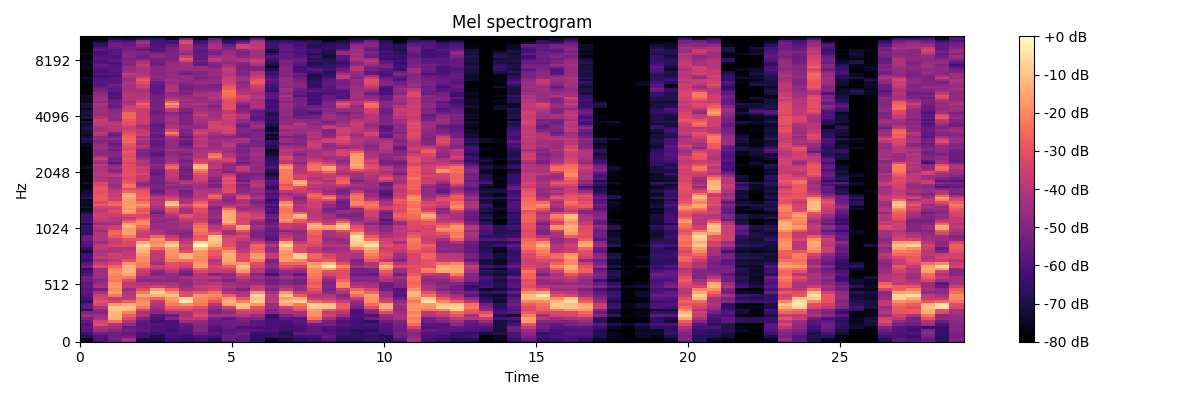 Mel spectrogram
Hz
8192
4096
2048
1024
512
0
0 5 10 15 20 25
Time
+0 dB
-10 dB
-20 dB
-30 dB
-40 dB
-50 dB
-60 dB
-70 dB
-80 dB